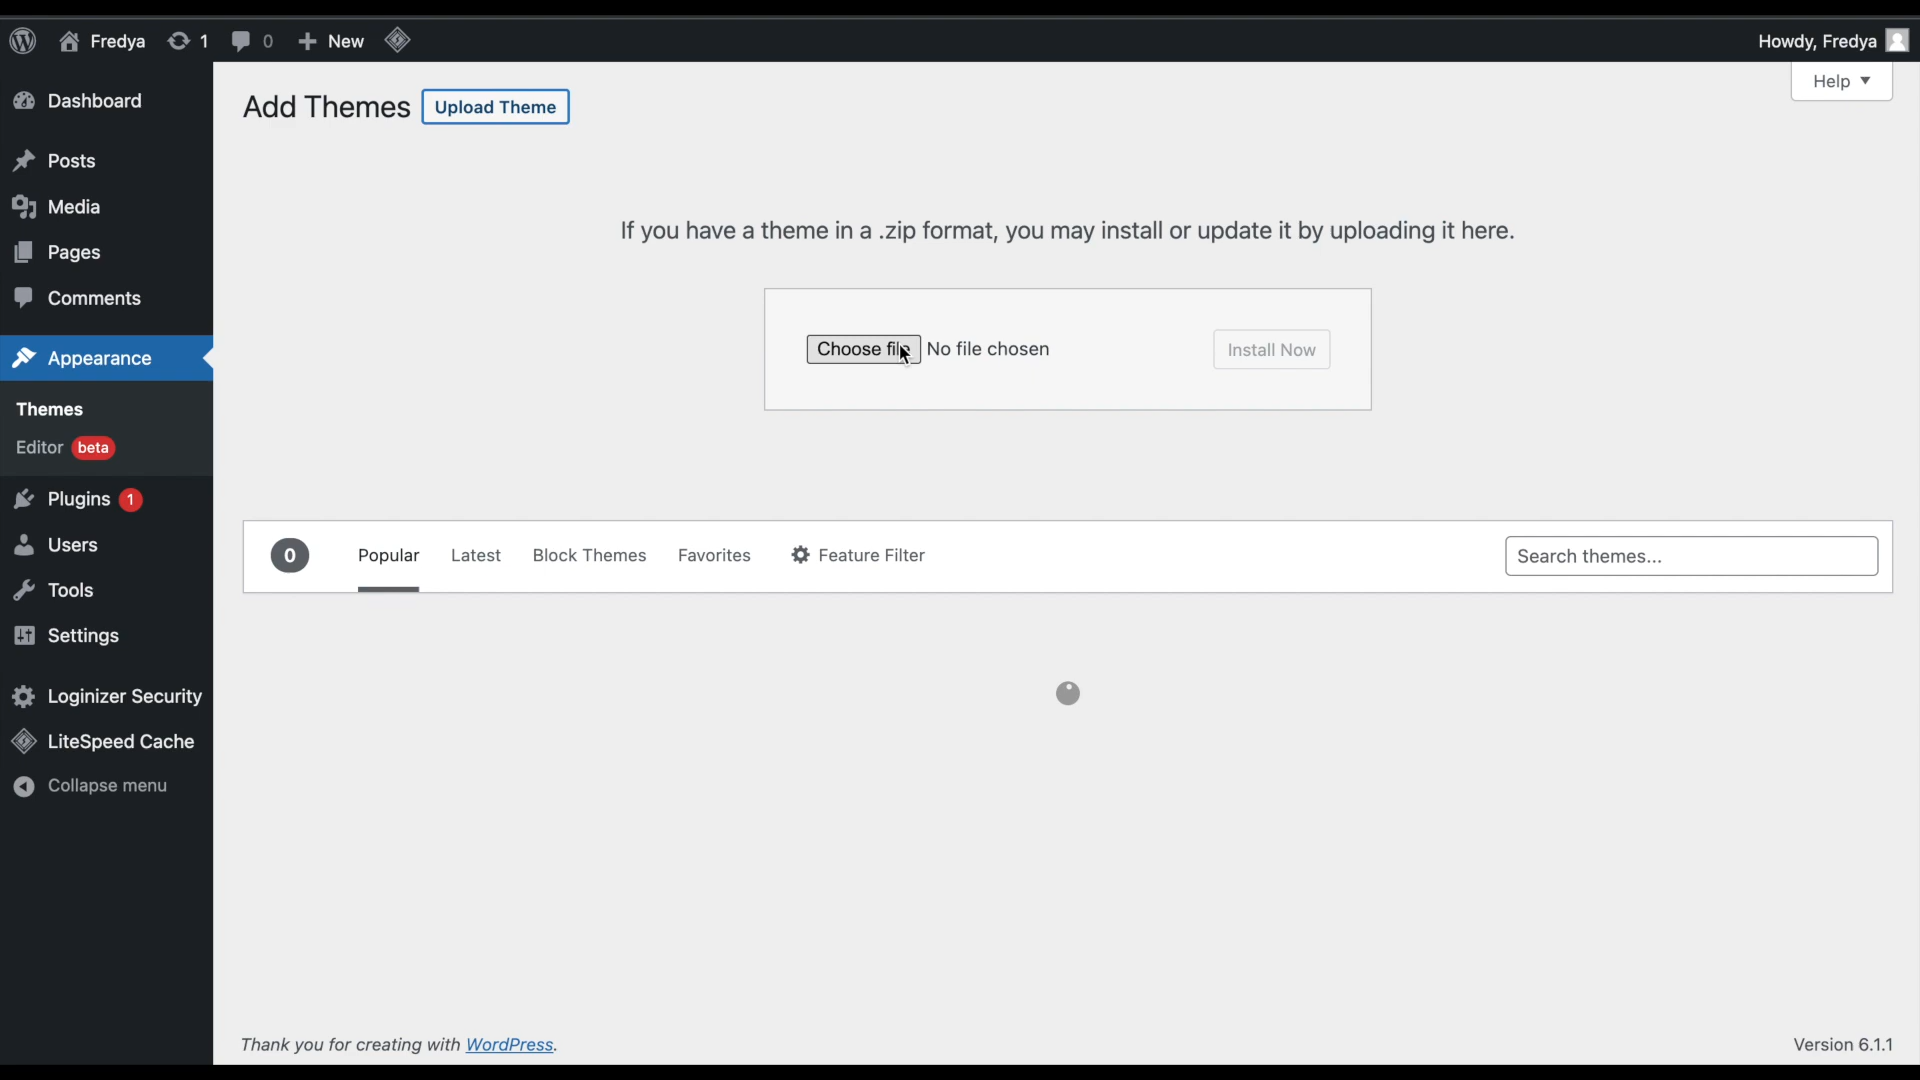 Fredya 1 0 New Howdy, Fredya
Help
Dashboard
Posts
Media
Pages
Comments
Appearance
Themes
Editor beta
Plugins 1
Users
Tools
Settings
Loginizer Security
LiteSpeed Cache
Collapse menu
Add Themes Upload Theme
If you have a theme in a .zip format, you may install or update it by uploading it here.
Choose file No file chosen Install Now
0 Popular Latest Block Themes Favorites Feature Filter Search themes...
Thank you for creating with WordPress. Version 6.1.1